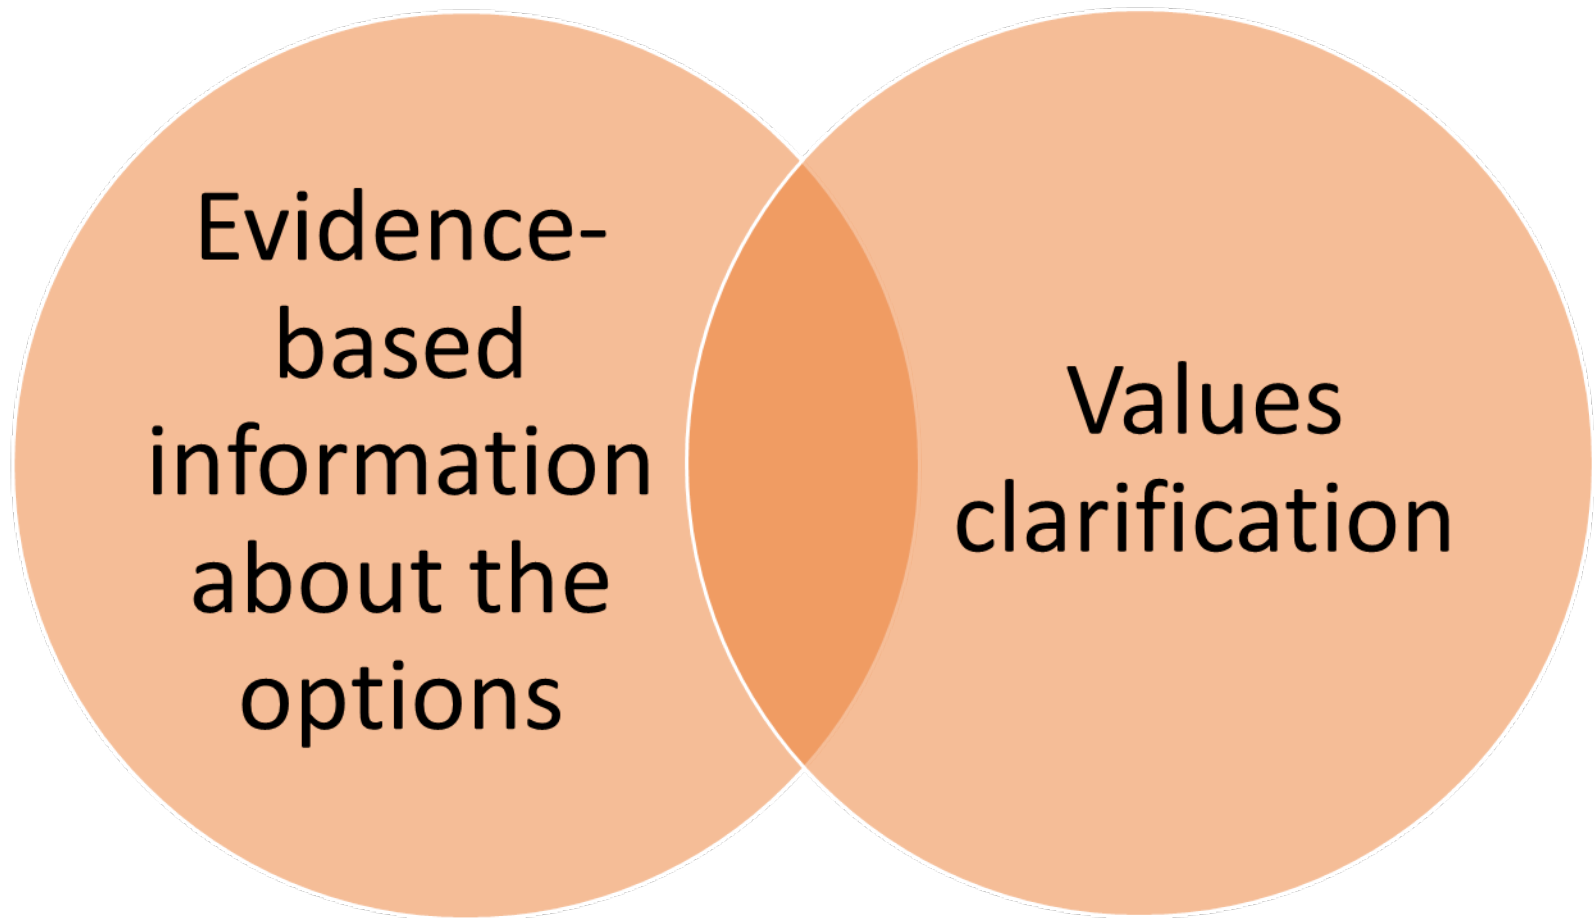 Evidence-
based
information
about the
options
Values
clarification